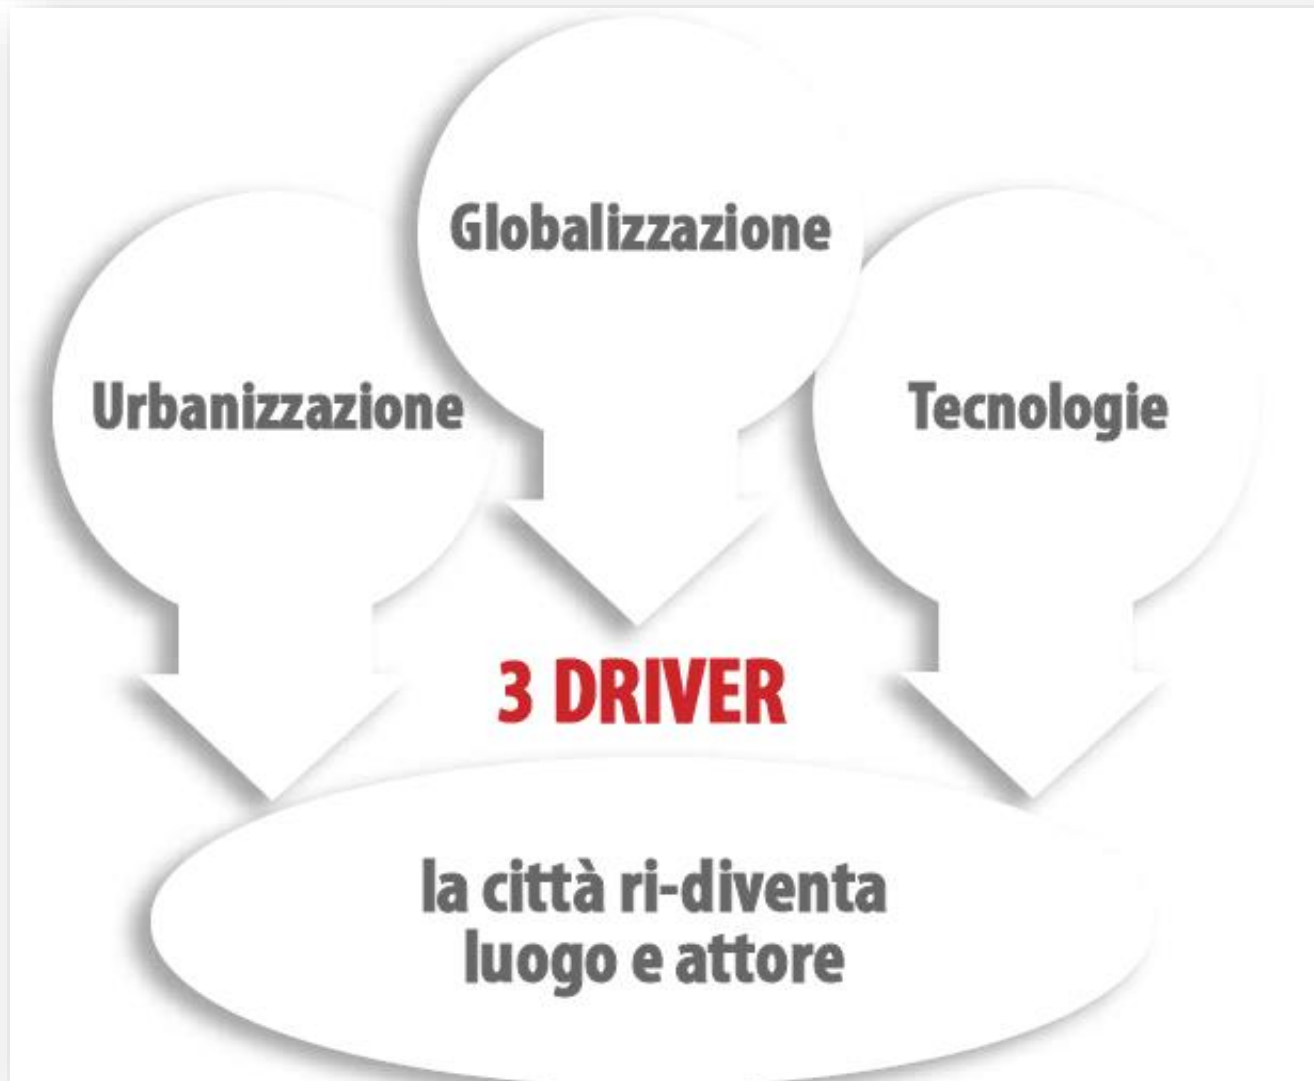 Globalizzazione
Urbanizzazione
Tecnologie
3 DRIVER
la città ri-diventa
luogo e attore